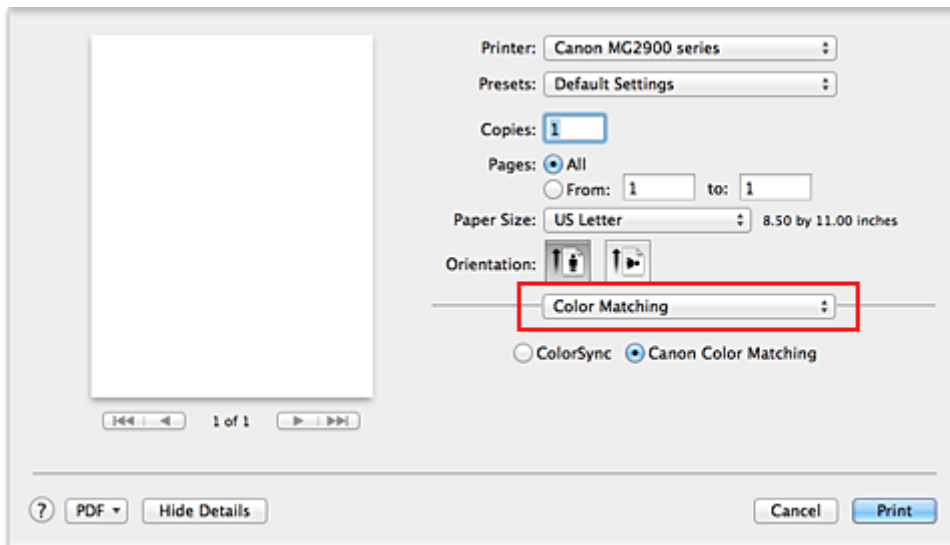 Printer: Canon MG2900 series
Presets: Default Settings
Copies: 1
Pages: All
From: 1 to: 1
Paper Size: US Letter 8.50 by 11.00 inches
Orientation:
Color Matching
ColorSync Canon Color Matching
1 of 1
? PDF Hide Details Cancel Print